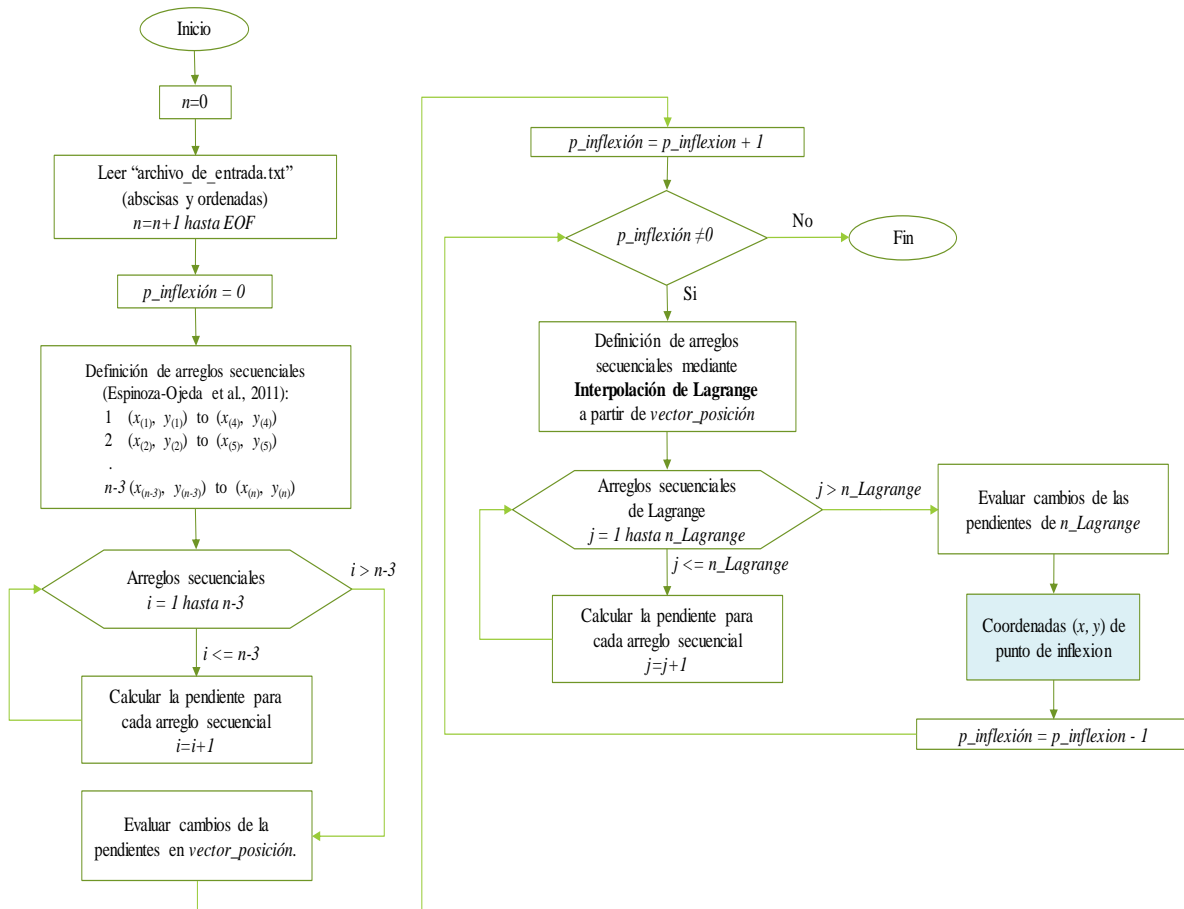 Inicio
n=0
Leer “archivo_de_entrada.txt”
(abscisas y ordenadas)
n=n+1 hasta EOF
p_inflexión = 0
Definición de arreglos secuenciales
(Espinoza-Ojeda et al., 2011):
1 (x(1), y(1)) to (x(4), y(4))
2 (x(2), y(2)) to (x(5), y(5))
.
n-3 (x(n-3), y(n-3)) to (x(n), y(n))
Arreglos secuenciales
i = 1 hasta n-3
i > n-3
i <= n-3
Calcular la pendiente para
cada arreglo secuencial
i=i+1
Evaluar cambios de la
pendientes en vector_posición.
p_inflexión = p_inflexion + 1
p_inflexión ≠0
No
Fin
Si
Definición de arreglos
secuenciales mediante
Interpolación de Lagrange
a partir de vector_posición
Arreglos secuenciales
de Lagrange
j = 1 hasta n_Lagrange
j > n_Lagrange
j <= n_Lagrange
Calcular la pendiente para
cada arreglo secuencial
j=j+1
Evaluar cambios de las
pendientes de n_Lagrange
Coordenadas (x, y) de
punto de inflexion
p_inflexión = p_inflexion - 1